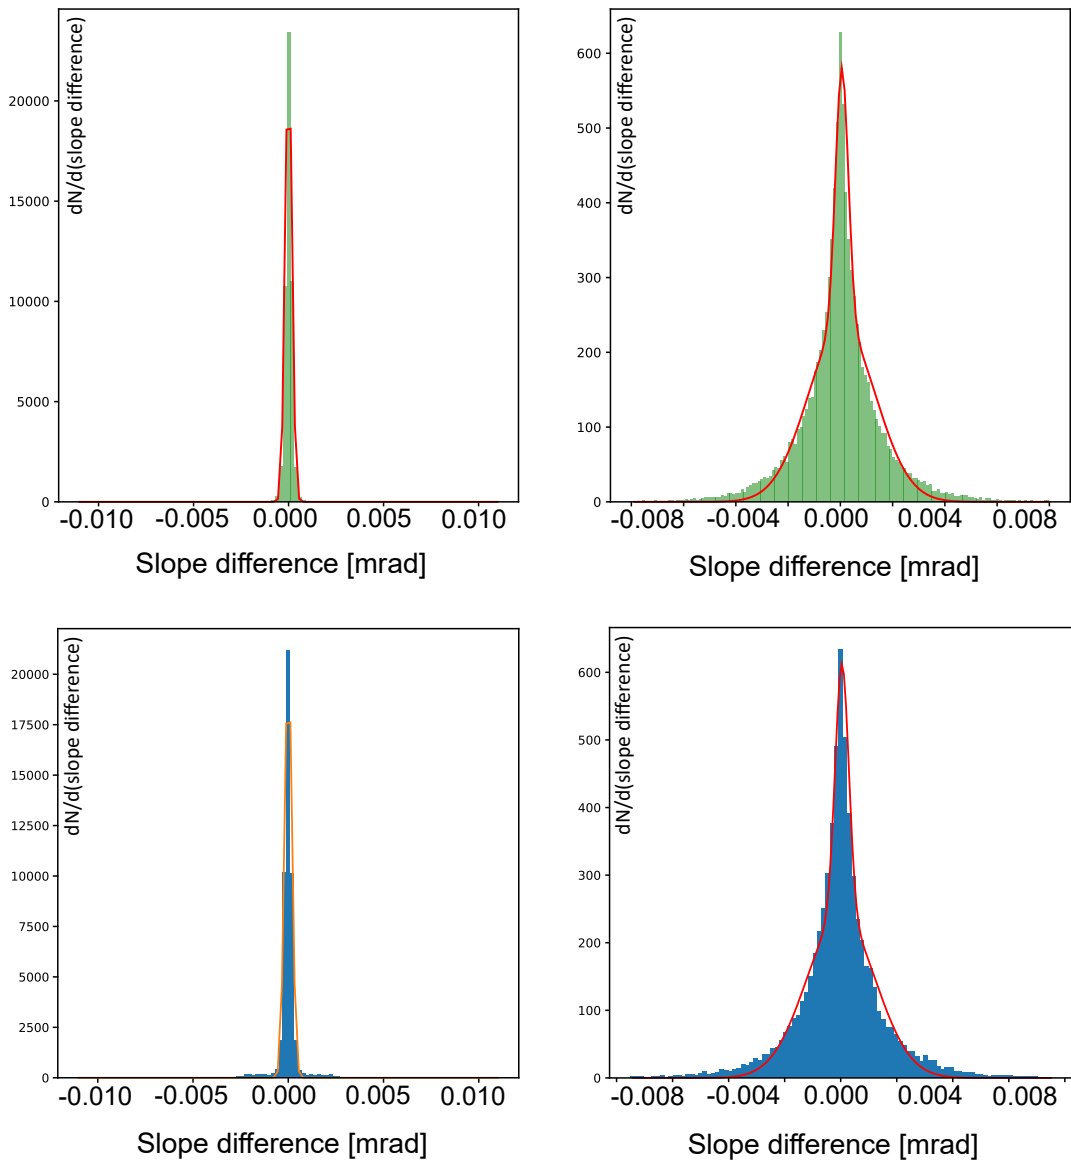 dN/d(slope difference)
20000
15000
10000
5000
0
-0.010 -0.005 0.000 0.005 0.010
Slope difference [mrad]
dN/d(slope difference)
600
500
400
300
200
100
0
-0.008 -0.004 0.000 0.004 0.008
Slope difference [mrad]
dN/d(slope difference)
20000
17500
15000
12500
10000
7500
5000
2500
0
-0.010 -0.005 0.000 0.005 0.010
Slope difference [mrad]
dN/d(slope difference)
600
500
400
300
200
100
0
-0.008 -0.004 0.000 0.004 0.008
Slope difference [mrad]